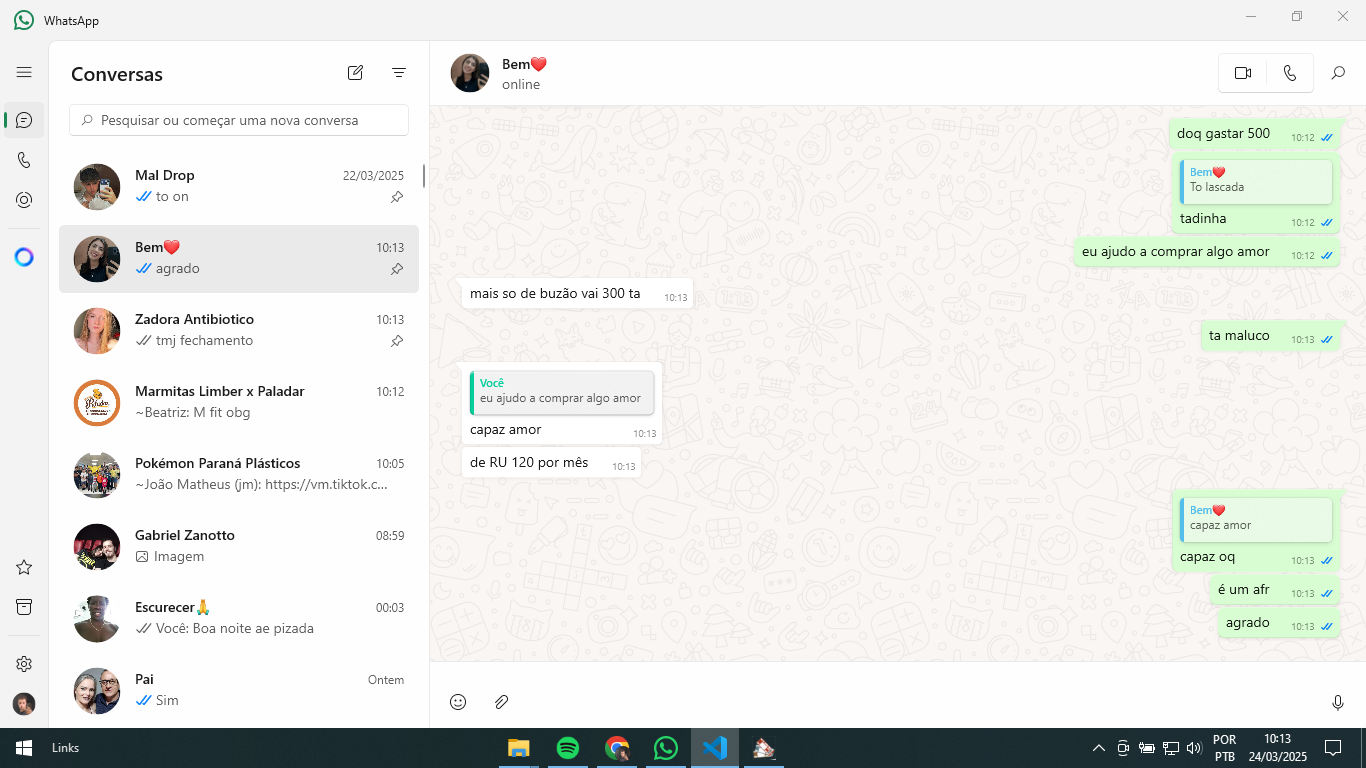 WhatsApp
Conversas
Pesquisar ou começar uma nova conversa
Mal Drop
22/03/2025
to on
Bem❤️
10:13
agrado
Zadora Antibiotico
10:13
tmj fechamento
Marmitas Limber x Paladar
10:12
~Beatriz: M fit obg
Pokémon Paraná Plásticos
10:05
~João Matheus (jm): https://vm.tiktok.c...
Gabriel Zanotto
08:59
Imagem
Escurecer🙏
00:03
Você: Boa noite ae pizada
Pai
Ontem
Sim
Bem❤️
online
doq gastar 500
10:12
Bem❤️
To lascada
tadinha
10:12
eu ajudo a comprar algo amor
10:12
mais so de buzão vai 300 ta
10:13
ta maluco
10:13
Você
eu ajudo a comprar algo amor
capaz amor
10:13
de RU 120 por mês
10:13
Bem❤️
capaz amor
capaz oq
10:13
é um afr
10:13
agrado
10:13
Links
POR
PTB
10:13
24/03/2025